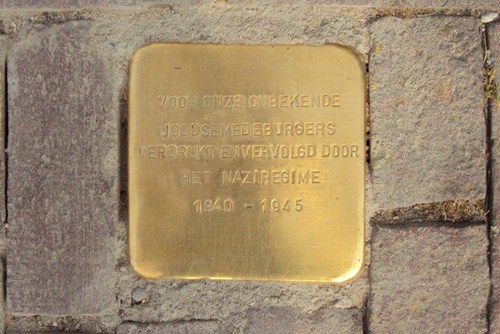 VOOR ONZE ONBEKENDE
JOODSE MEDEBURGERS
VERDRUKT EN VERVOLGD DOOR
HET NAZIREGIME
1940 - 1945